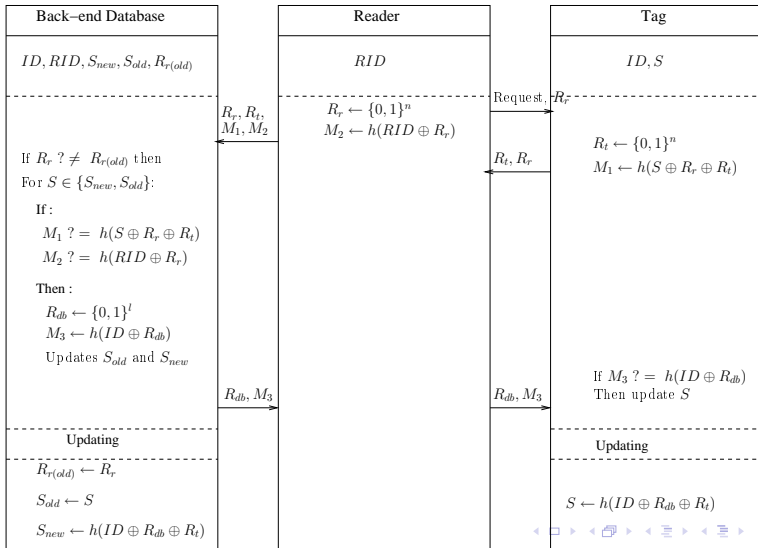 Back–end Database
Reader
Tag
ID, RID, S_new, S_old, R_r(old)
RID
ID, S
Request, R_r
R_r, R_t,
M_1, M_2
R_r ← {0, 1}^n
M_2 ← h(RID ⊕ R_r)
R_t ← {0, 1}^n
M_1 ← h(S ⊕ R_r ⊕ R_t)
R_t, R_r
If R_r ? ≠ R_r(old) then
For S ∈ {S_new, S_old}:
If :
M_1 ? = h(S ⊕ R_r ⊕ R_t)
M_2 ? = h(RID ⊕ R_r)
Then :
R_db ← {0, 1}^l
M_3 ← h(ID ⊕ R_db)
Updates S_old and S_new
R_db, M_3
R_db, M_3
If M_3 ? = h(ID ⊕ R_db)
Then update S
Updating
Updating
R_r(old) ← R_r
S_old ← S
S_new ← h(ID ⊕ R_db ⊕ R_t)
S ← h(ID ⊕ R_db ⊕ R_t)